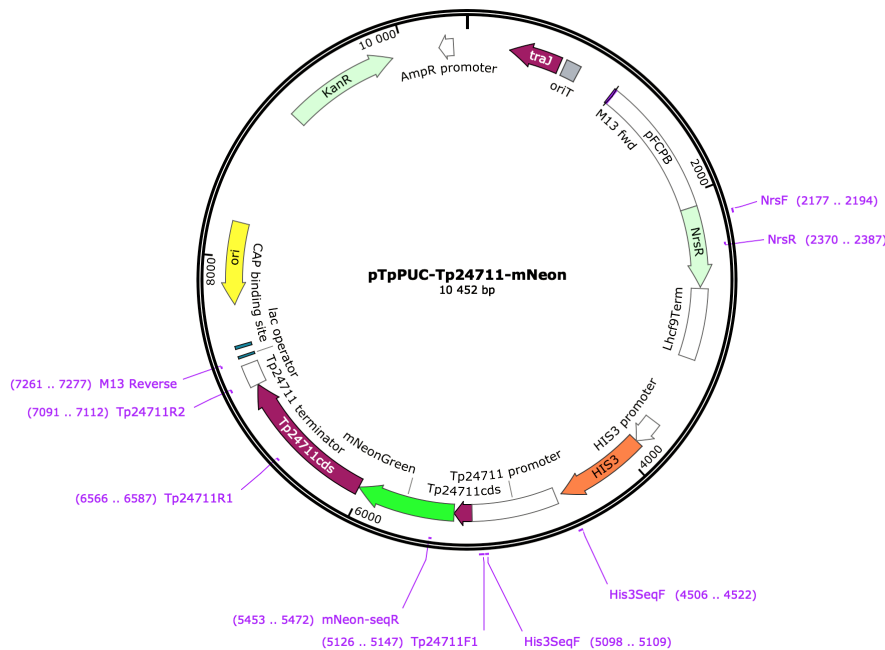 10 000
AmpR promoter
traJ
oriT
KanR
M13 fwd
pFCPB
2000
NrsF (2177 .. 2194)
NrsR
NrsR (2370 .. 2387)
ori
8000
CAP binding site
pTpPUC-Tp24711-mNeon
10 452 bp
lac operator
Lhcf9Term
(7261 .. 7277) M13 Reverse
(7091 .. 7112) Tp24711R2
Tp24711 terminator
Tp24711cds
HIS3 promoter
mNeonGreen
Tp24711 promoter
Tp24711cds
HIS3
4000
(6566 .. 6587) Tp24711R1
6000
His3SeqF (4506 .. 4522)
(5453 .. 5472) mNeon-seqR
(5126 .. 5147) Tp24711F1
His3SeqF (5098 .. 5109)